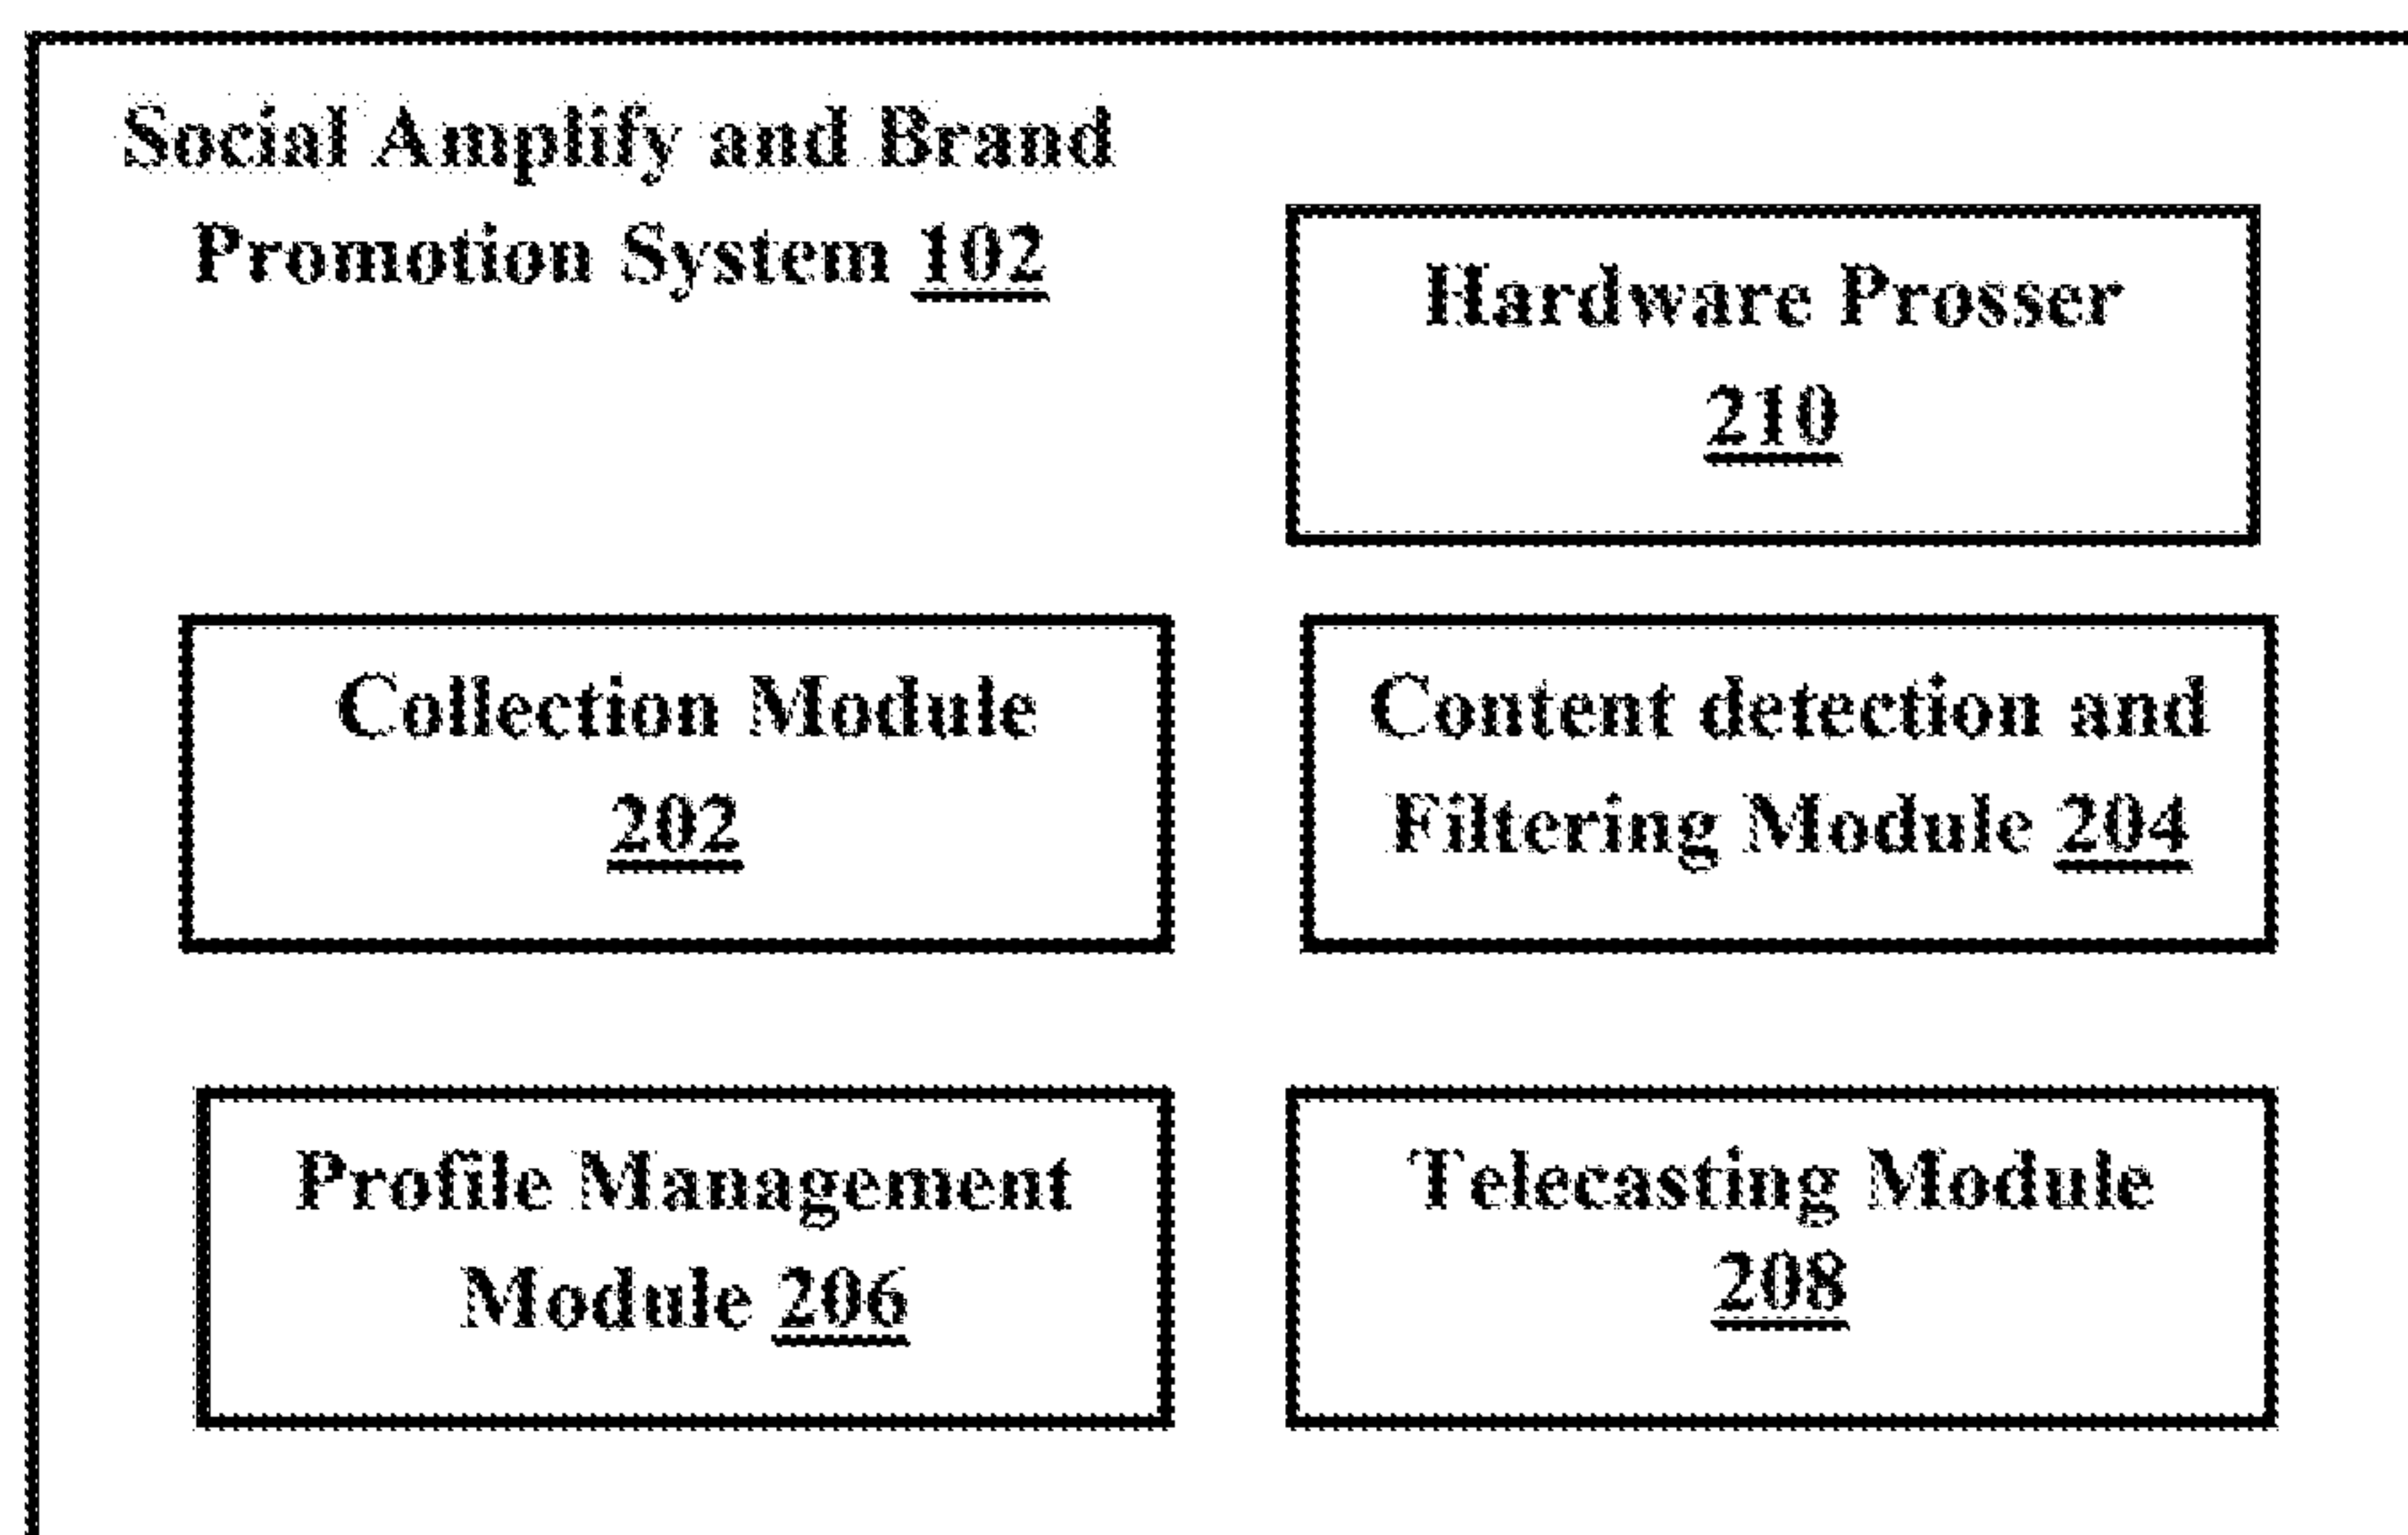 Social Amplify and Brand
Promotion System 102
Hardware Prosser
210
Collection Module
202
Content detection and
Filtering Module 204
Profile Management
Module 206
Telecasting Module
208